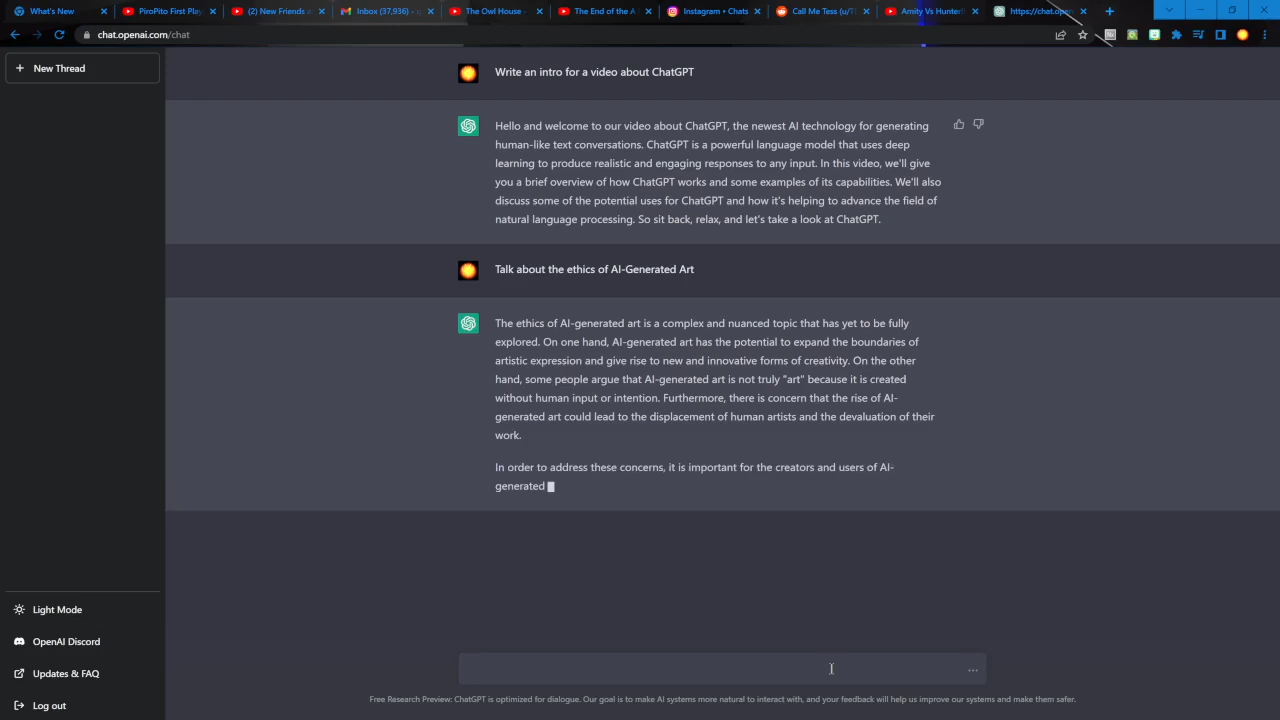 What's New
PiroPito First Play
(2) New Friends a
Inbox (37,936) - s
The Owl House -
The End of the A
Instagram • Chats
Call Me Tess (u/T
Amity Vs Hunter
https://chat.open
chat.openai.com/chat
New Thread
Write an intro for a video about ChatGPT
Hello and welcome to our video about ChatGPT, the newest AI technology for generating
human-like text conversations. ChatGPT is a powerful language model that uses deep
learning to produce realistic and engaging responses to any input. In this video, we'll give
you a brief overview of how ChatGPT works and some examples of its capabilities. We'll also
discuss some of the potential uses for ChatGPT and how it's helping to advance the field of
natural language processing. So sit back, relax, and let's take a look at ChatGPT.
Talk about the ethics of AI-Generated Art
The ethics of AI-generated art is a complex and nuanced topic that has yet to be fully
explored. On one hand, AI-generated art has the potential to expand the boundaries of
artistic expression and give rise to new and innovative forms of creativity. On the other
hand, some people argue that AI-generated art is not truly "art" because it is created
without human input or intention. Furthermore, there is concern that the rise of AI-
generated art could lead to the displacement of human artists and the devaluation of their
work.
In order to address these concerns, it is important for the creators and users of AI-
generated
Light Mode
OpenAI Discord
Updates & FAQ
Log out
Free Research Preview: ChatGPT is optimized for dialogue. Our goal is to make AI systems more natural to interact with, and your feedback will help us improve our systems and make them safer.